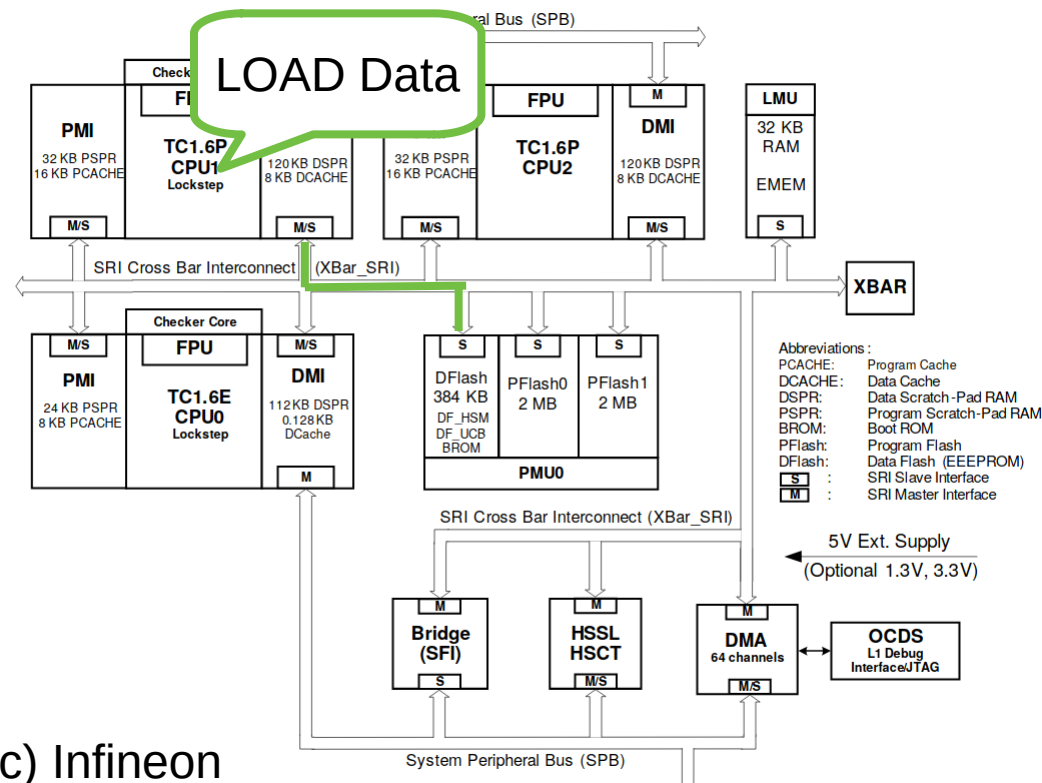 ral Bus (SPB)
LOAD Data
Check
FPU
M
LMU
PMI
32 KB PSPR
16 KB PCACHE
TC1.6P
CPU1
Lockstep
120KB DSPR
8 KB DCACHE
32 KB PSPR
16 KB PCACHE
TC1.6P
CPU2
DMI
120KB DSPR
8 KB DCACHE
32 KB
RAM
EMEM
M/S
M/S
M/S
M/S
S
SRI Cross Bar Interconnect (XBar_SRI)
XBAR
Checker Core
M/S
FPU
M/S
S
S
S
PMI
24 KB PSPR
8 KB PCACHE
TC1.6E
CPU0
Lockstep
DMI
112KB DSPR
0.128KB
DCache
M
DFlash
384 KB
DF_HSM
DF_UCB
BROM
PFlash0
2 MB
PFlash1
2 MB
PMU0
Abbreviations :
PCACHE: Program Cache
DCACHE: Data Cache
DSPR: Data Scratch-Pad RAM
PSPR: Program Scratch-Pad RAM
BROM: Boot ROM
PFlash: Program Flash
DFlash: Data Flash (EEEPROM)
S : SRI Slave Interface
M : SRI Master Interface
SRI Cross Bar Interconnect (XBar_SRI)
5V Ext. Supply
(Optional 1.3V, 3.3V)
M
Bridge
(SFI)
S
M
HSSL
HSCT
M/S
M
DMA
64 channels
M/S
OCDS
L1 Debug
Interface/JTAG
System Peripheral Bus (SPB)
c) Infineon